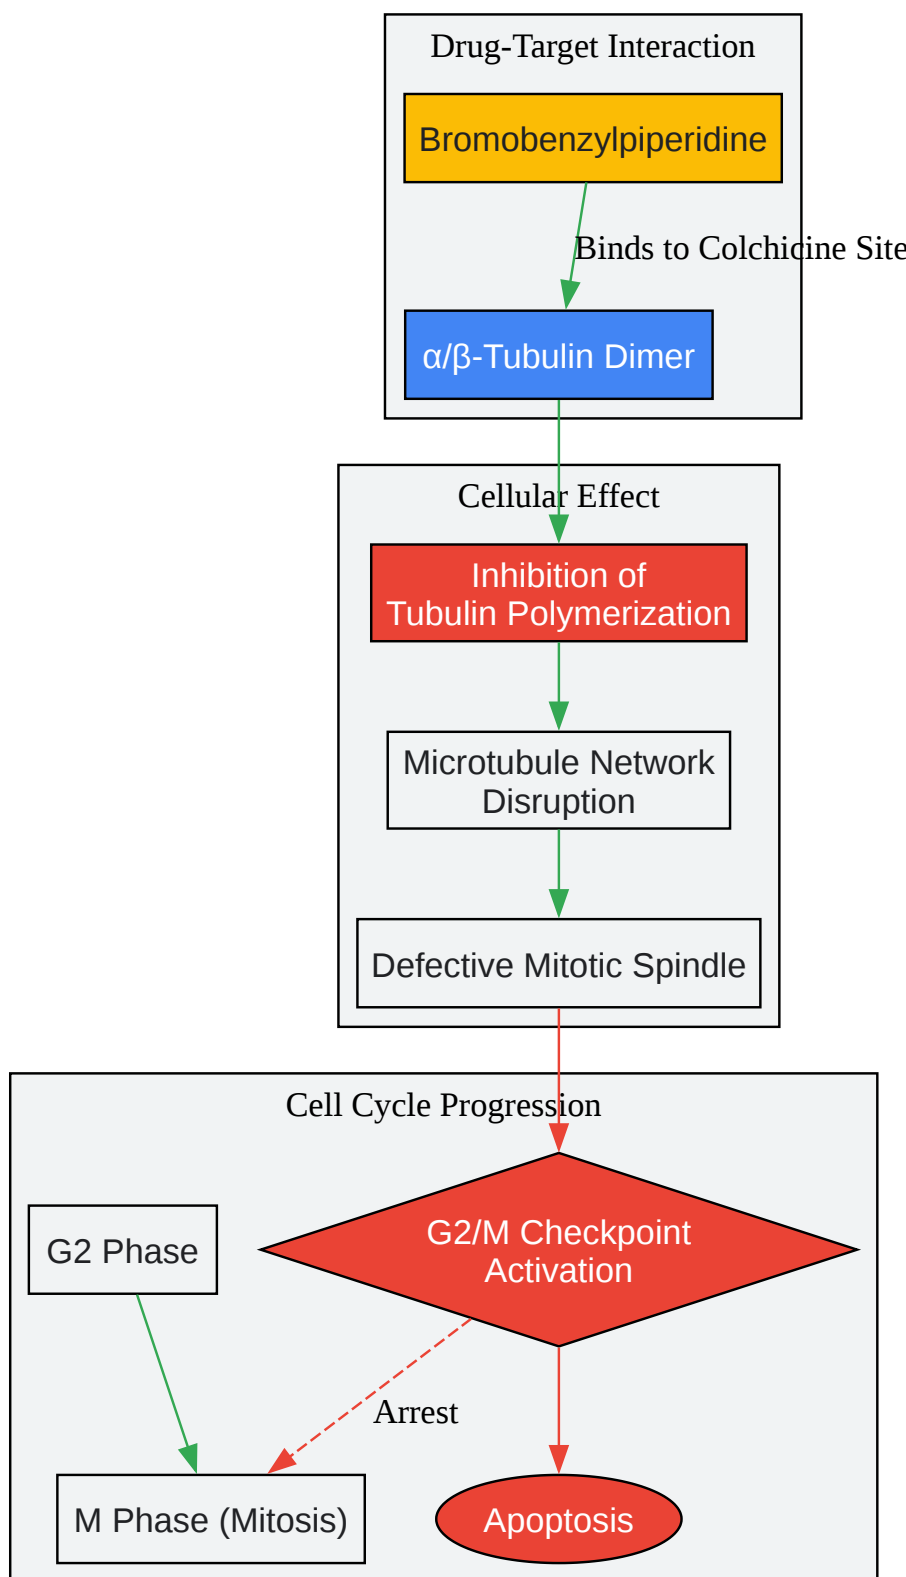 Drug-Target Interaction
Bromobenzylpiperidine
Binds to Colchicine Site
α/β-Tubulin Dimer
Cellular Effect
Inhibition of
Tubulin Polymerization
Microtubule Network
Disruption
Defective Mitotic Spindle
Cell Cycle Progression
G2/M Checkpoint
Activation
G2 Phase
Arrest
M Phase (Mitosis)
Apoptosis